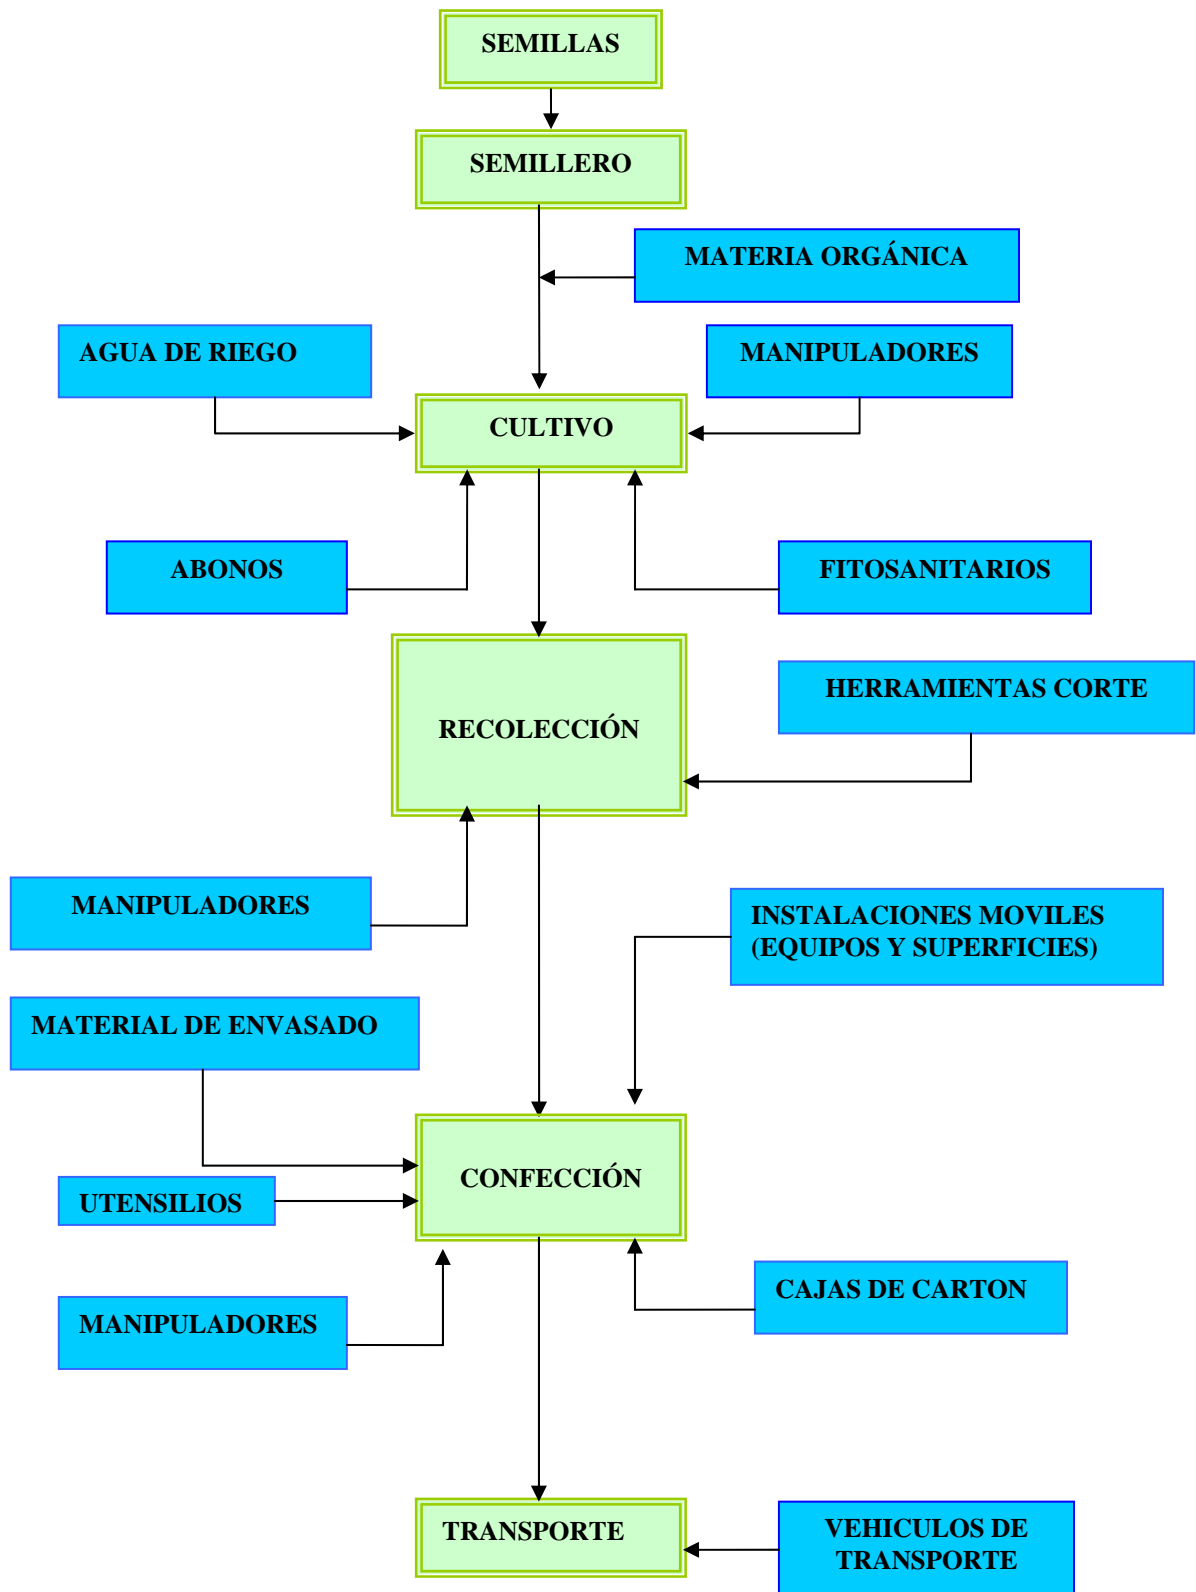 SEMILLAS
SEMILLERO
MATERIA ORGÁNICA
AGUA DE RIEGO
MANIPULADORES
CULTIVO
ABONOS
FITOSANITARIOS
HERRAMIENTAS CORTE
RECOLECCIÓN
MANIPULADORES
INSTALACIONES MOVILES
(EQUIPOS Y SUPERFICIES)
MATERIAL DE ENVASADO
CONFECCIÓN
UTENSILIOS
CAJAS DE CARTON
MANIPULADORES
TRANSPORTE
VEHICULOS DE
TRANSPORTE